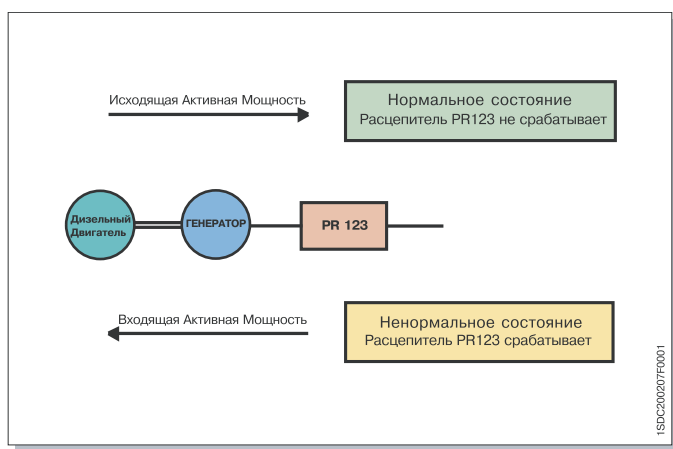 Исходящая Активная Мощность
Нормальное состояние
Расцепитель PR123 не срабатывает
Дизельный
Двигатель
ГЕНЕРАТОР
PR 123
Входящая Активная Мощность
Ненормальное состояние
Расцепитель PR123 срабатывает
1SDC200207F0001